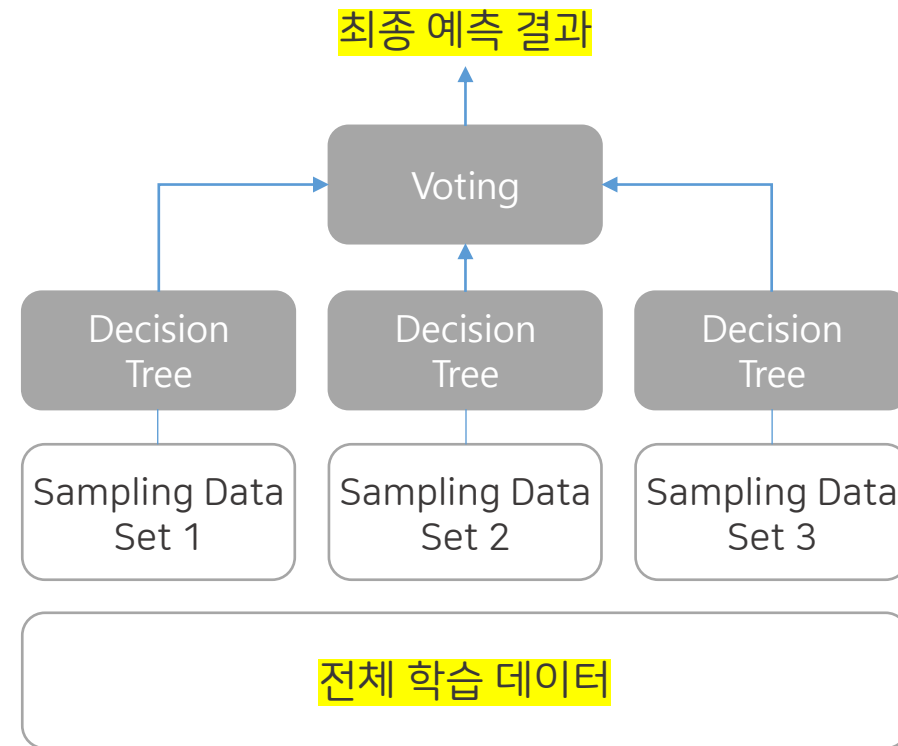 최종 예측 결과
Voting
Decision
Tree
Decision
Tree
Decision
Tree
Sampling Data
Set 1
Sampling Data
Set 2
Sampling Data
Set 3
전체 학습 데이터